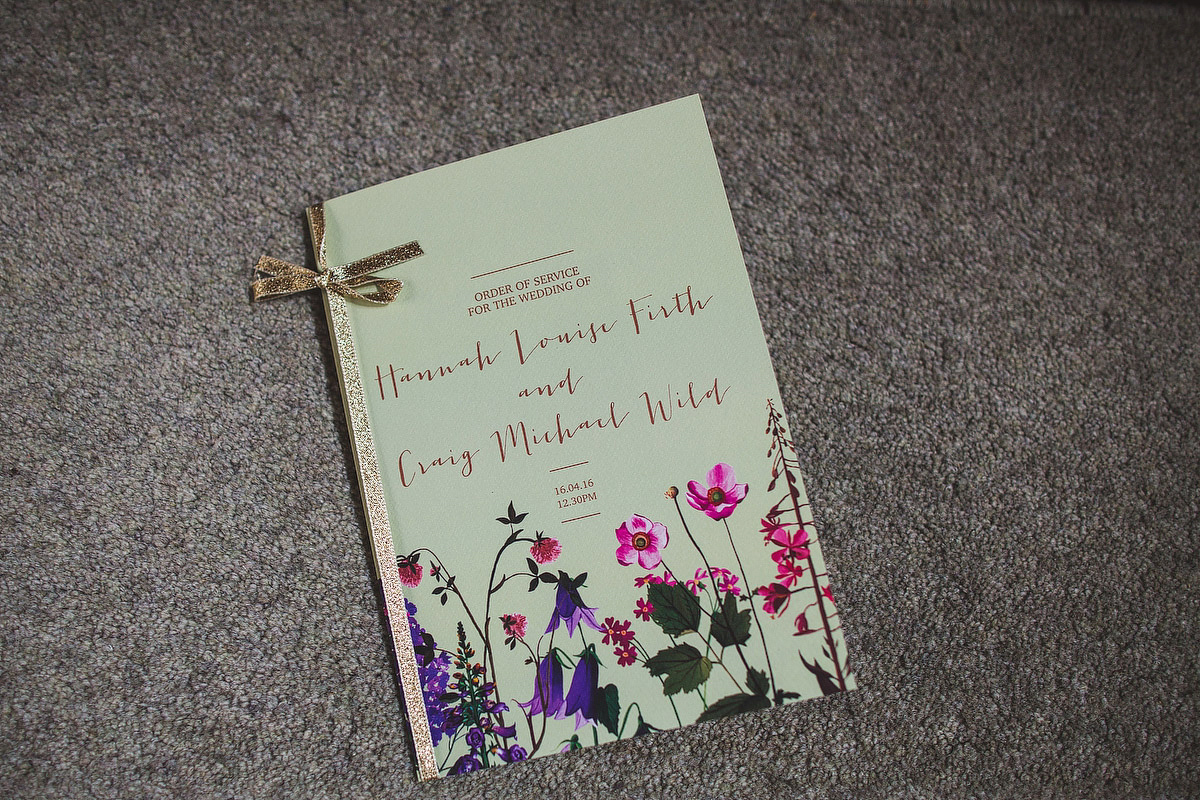 ORDER OF SERVICE
FOR THE WEDDING OF
Hannah Louise Firth
and
Craig Michael Wild
16.04.16
12.30PM